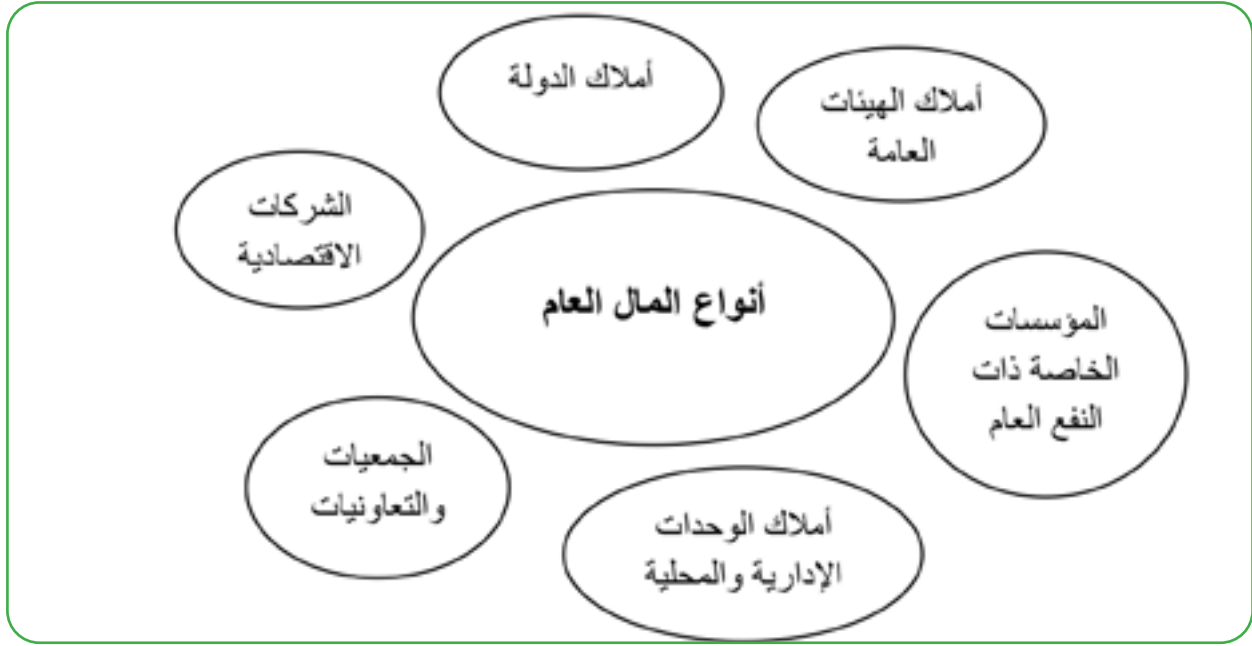 أملاك الدولة
أملاك الهيئات
العامة
الشركات
الاقتصادية
أنواع المال العام
المؤسسات
الخاصة ذات
النفع العام
الجمعيات
والتعاونيات
أملاك الوحدات
الإدارية والمحلية